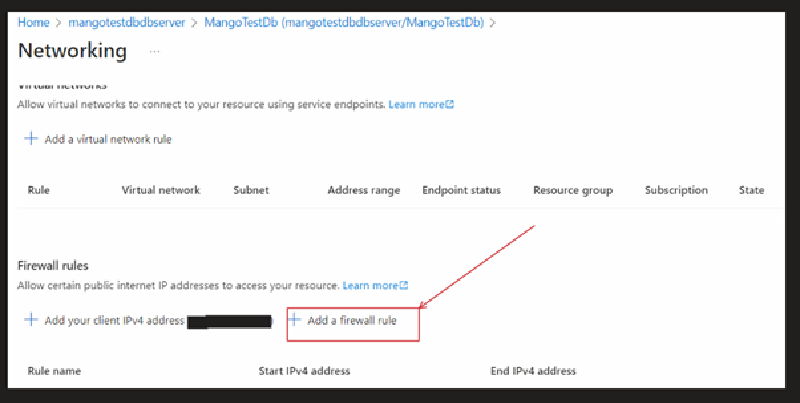 Home > mangotestdbdbserver > MangoTestDb (mangotestdbdbserver/MangoTestDb) >
Networking ...
Virtual networks
Allow virtual networks to connect to your resource using service endpoints. Learn more
+ Add a virtual network rule
Rule Virtual network Subnet Address range Endpoint status Resource group Subscription State
Firewall rules
Allow certain public internet IP addresses to access your resource. Learn more
+ Add your client IPv4 address + Add a firewall rule
Rule name Start IPv4 address End IPv4 address